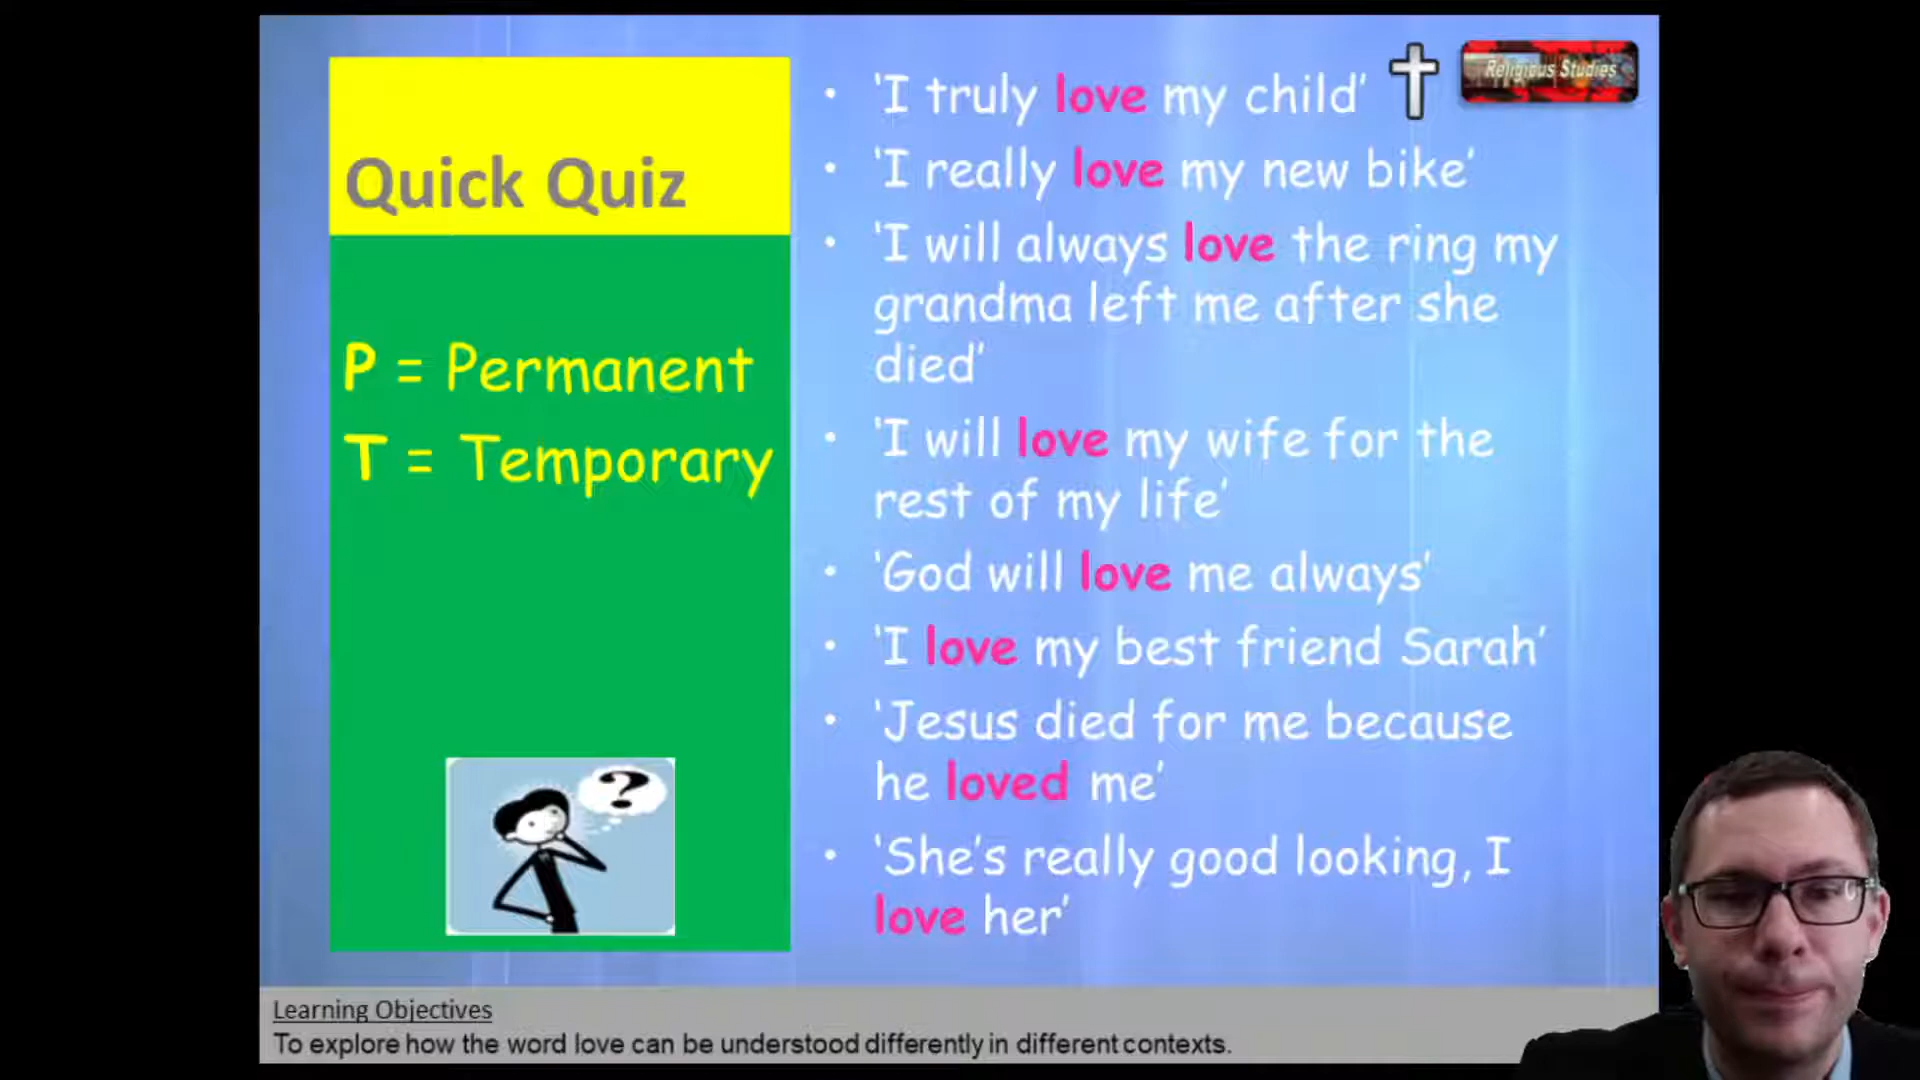 Quick Quiz
P = Permanent
T = Temporary
?
• 'I truly love my child'
• 'I really love my new bike'
• 'I will always love the ring my
grandma left me after she
died'
• 'I will love my wife for the
rest of my life'
• 'God will love me always'
• 'I love my best friend Sarah'
• 'Jesus died for me because
he loved me'
• 'She's really good looking, I
love her'
Religious Studies
Learning Objectives
To explore how the word love can be understood differently in different contexts.